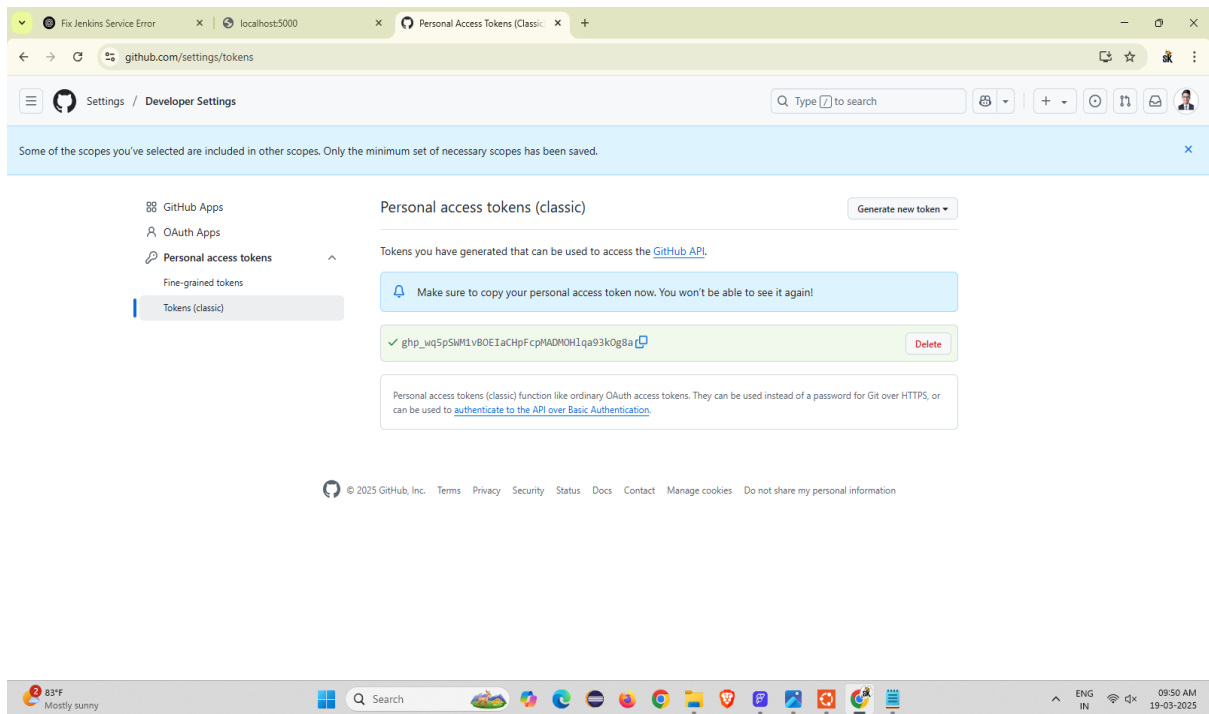 Fix Jenkins Service Error
localhost:5000
Personal Access Tokens (Classic
github.com/settings/tokens
sk
Settings / Developer Settings
Type / to search
Some of the scopes you've selected are included in other scopes. Only the minimum set of necessary scopes has been saved.
GitHub Apps
OAuth Apps
Personal access tokens
Fine-grained tokens
Tokens (classic)
Personal access tokens (classic)
Generate new token
Tokens you have generated that can be used to access the GitHub API.
Make sure to copy your personal access token now. You won't be able to see it again!
Delete
Personal access tokens (classic) function like ordinary OAuth access tokens. They can be used instead of a password for Git over HTTPS, or
can be used to authenticate to the API over Basic Authentication.
© 2025 GitHub, Inc. Terms Privacy Security Status Docs Contact Manage cookies Do not share my personal information
2
83°F
Mostly sunny
Search
sk
ENG
IN
09:50 AM
19-03-2025